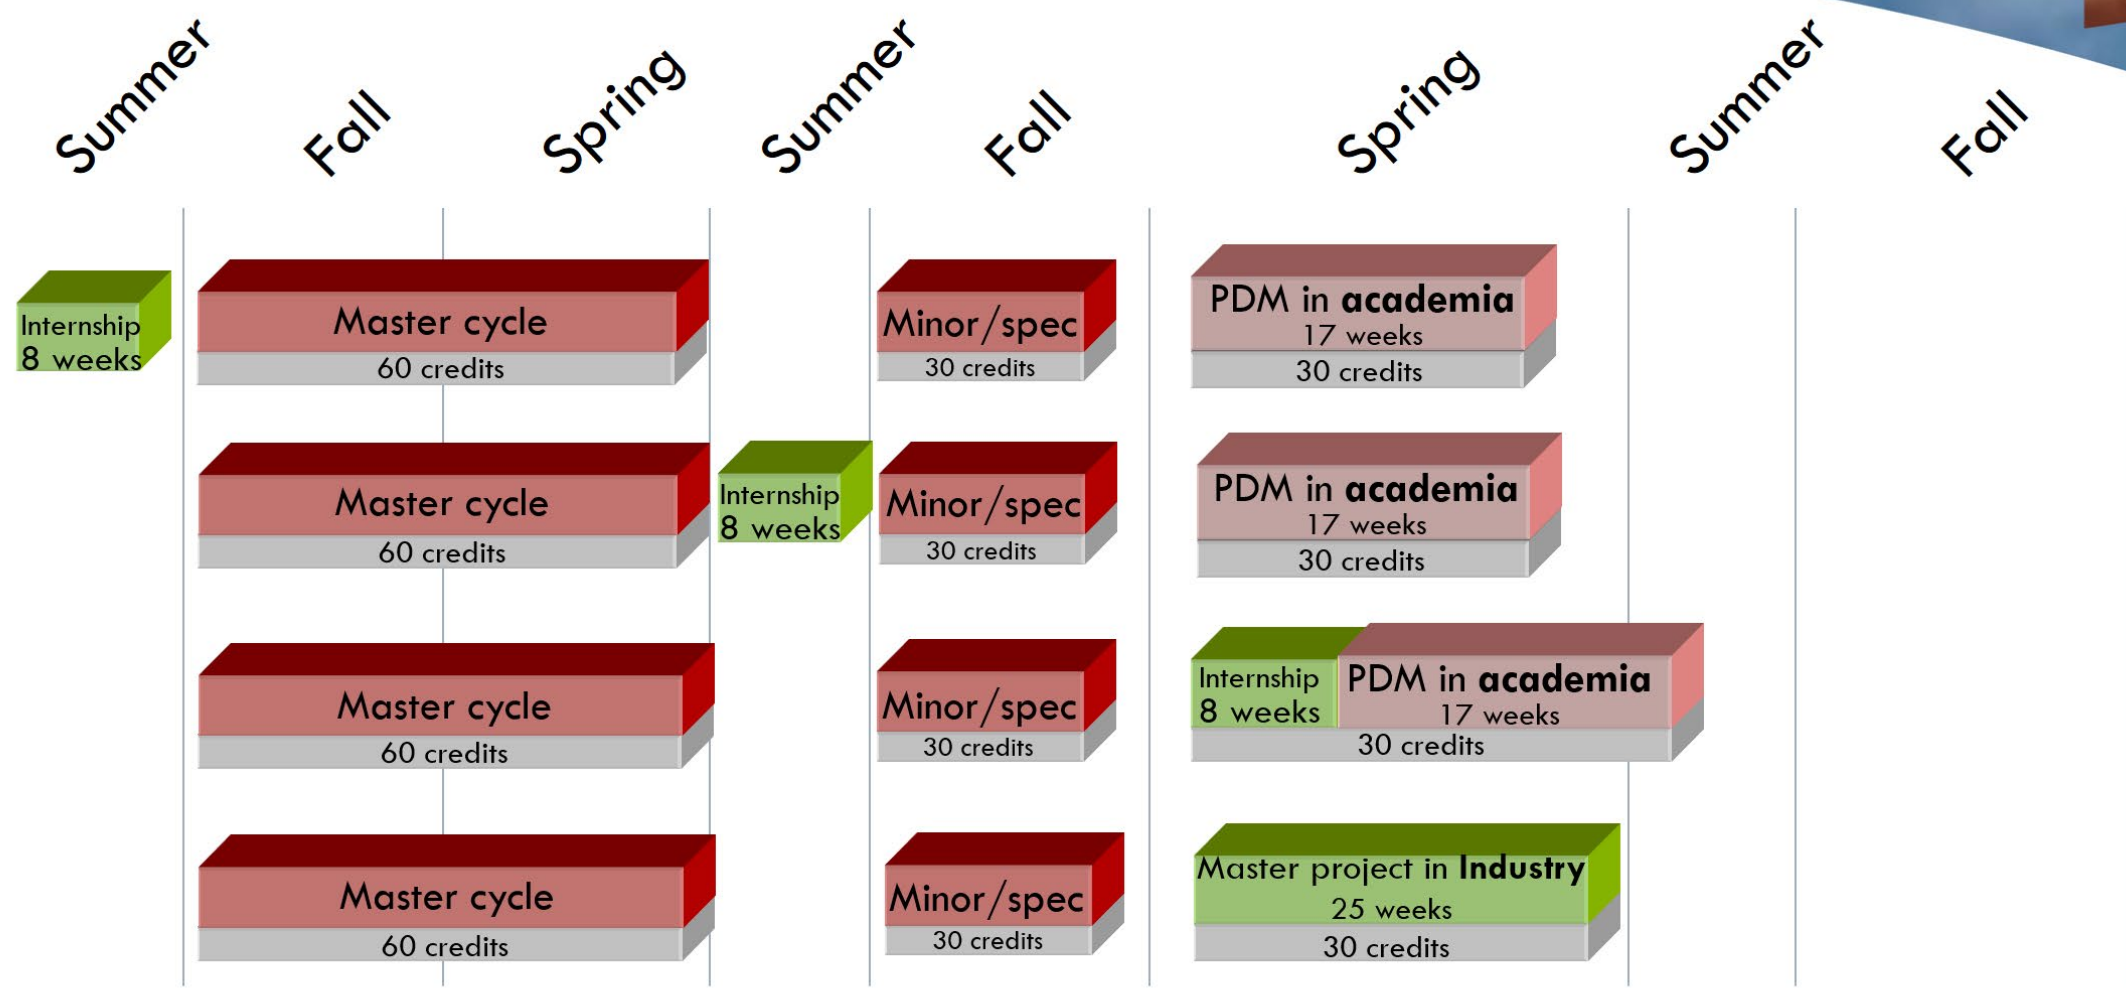 Summer
Fall
Spring
Summer
Fall
Spring
Summer
Fall
Internship
8 weeks
Master cycle
60 credits
Minor/spec
30 credits
PDM in academia
17 weeks
30 credits
Master cycle
60 credits
Internship
8 weeks
Minor/spec
30 credits
PDM in academia
17 weeks
30 credits
Master cycle
60 credits
Minor/spec
30 credits
Internship
8 weeks
PDM in academia
17 weeks
30 credits
Master cycle
60 credits
Minor/spec
30 credits
Master project in Industry
25 weeks
30 credits